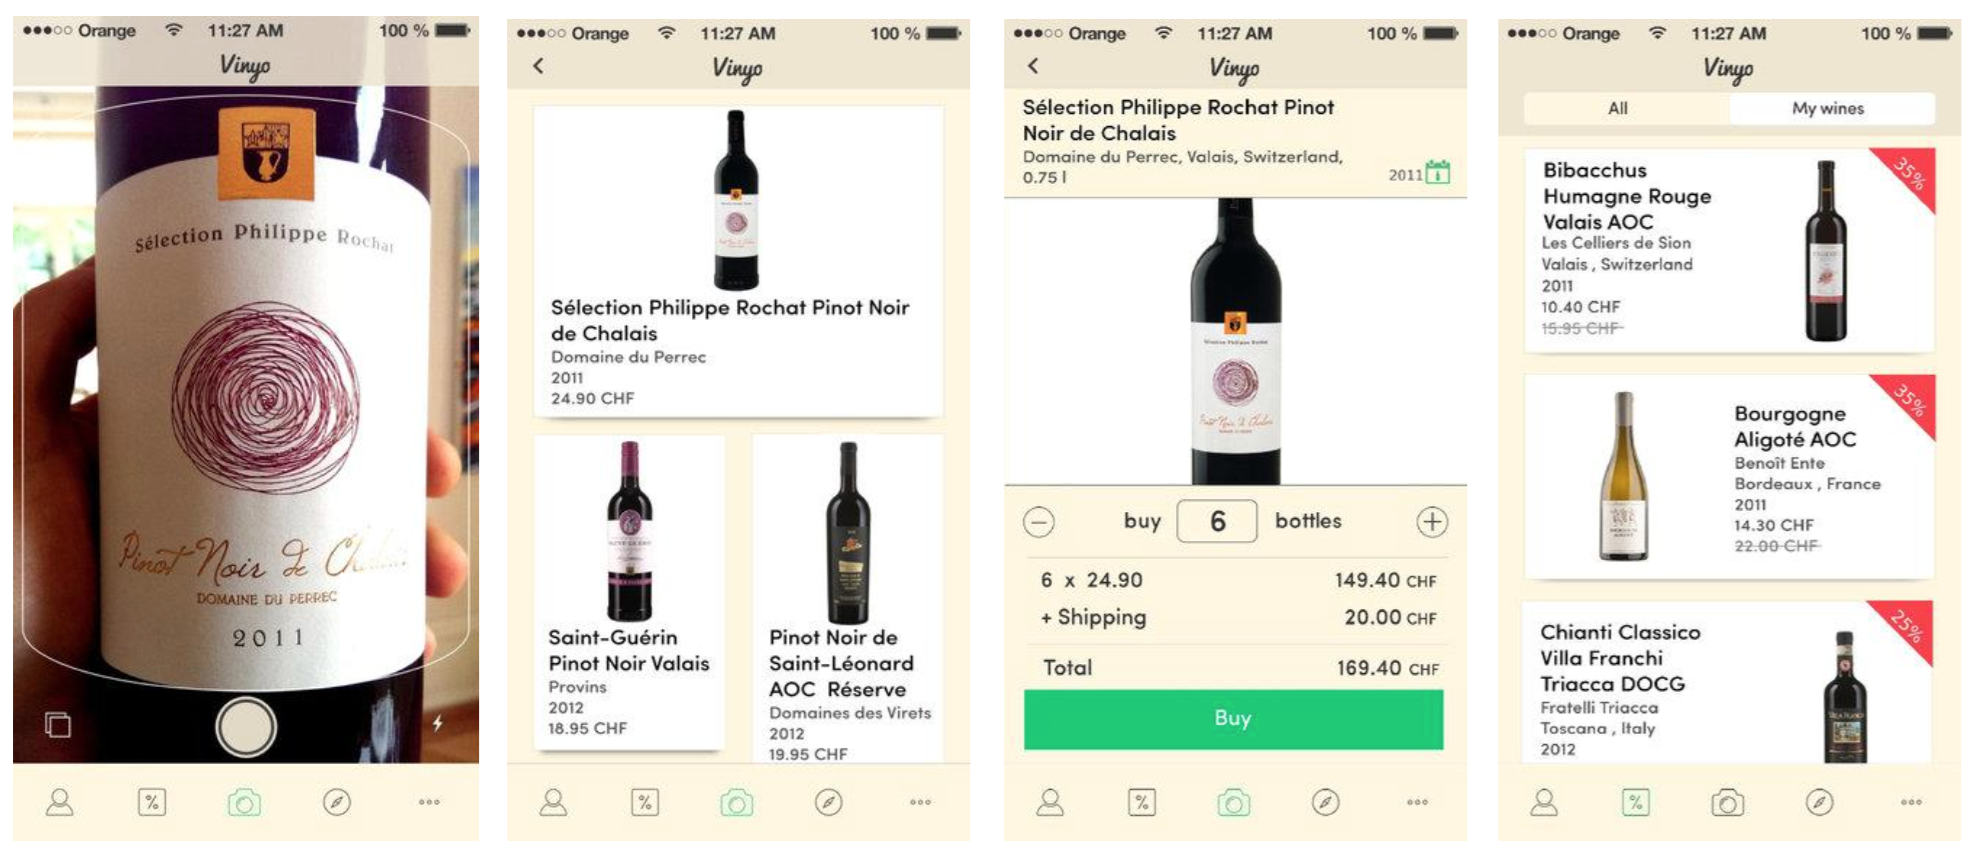 Orange 11:27 AM 100 %
Vinyo
Sélection Philippe Rochat
Pinot Noir de
DOMAINE DU PERREC
2011
Orange 11:27 AM 100 %
Vinyo
Sélection Philippe Rochat Pinot Noir
de Chalais
Domaine du Perrec
2011
24.90 CHF
Saint-Guérin
Pinot Noir Valais
Provins
2012
18.95 CHF
Pinot Noir de
Saint-Léonard
AOC Réserve
Domaines des Virets
2012
19.95 CHF
Orange 11:27 AM 100 %
Vinyo
Sélection Philippe Rochat Pinot
Noir de Chalais
Domaine du Perrec, Valais, Switzerland,
0.75 l
2011
Sélection Philippe Rochat
Pinot Noir de Chalais
buy 6 bottles
6 x 24.90 149.40 CHF
+ Shipping 20.00 CHF
Total 169.40 CHF
Buy
Orange 11:27 AM 100 %
Vinyo
All My wines
35%
Bibacchus
Humagne Rouge
Valais AOC
Les Celliers de Sion
Valais , Switzerland
2011
10.40 CHF
15.95 CHF
35%
Bourgogne
Aligoté AOC
Benoît Ente
Bordeaux , France
2011
14.30 CHF
22.00 CHF
25%
Chianti Classico
Villa Franchi
Triacca DOCG
Fratelli Triacca
Toscana , Italy
2012